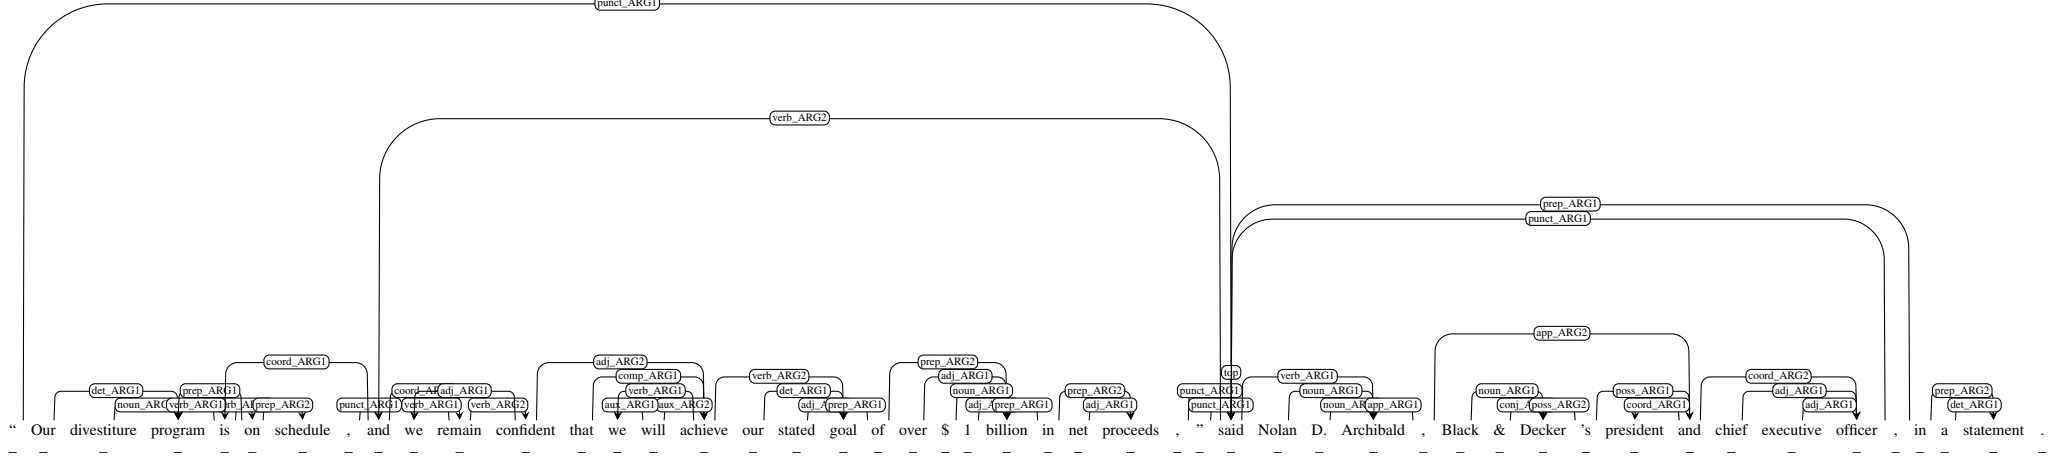 punct_ARG1
verb_ARG2
prep_ARG1
punct_ARG1
app_ARG2
coord_ARG1 adj_ARG2 prep_ARG2 top
comp_ARG1 verb_ARG2 adj_ARG1 verb_ARG1 coord_ARG2
det_ARG1 prep_ARG1 adj_ARG1 verb_ARG1 det_ARG1 noun_ARG1 prep_ARG2 punct_ARG1 noun_ARG1 noun_ARG1 poss_ARG1 adj_ARG1 prep_ARG2
verb_ARG1 prep_ARG2 punct_ARG1 verb_ARG1 verb_ARG2 aux_ARG1 aux_ARG2 prep_ARG1 prep_ARG1 adj_ARG1 punct_ARG1 app_ARG1 poss_ARG2 coord_ARG1 adj_ARG1 det_ARG1
“ Our divestiture program is on schedule , and we remain confident that we will achieve our stated goal of over $ 1 billion in net proceeds , ” said Nolan D. Archibald , Black & Decker ’s president and chief executive officer , in a statement .
_ _ _ _ _ _ _ _ _ _ _ _ _ _ _ _ _ _ _ _ _ _ _ _ _ _ _ _ _ _ _ _ _ _ _ _ _ _ _ _ _ _ _ _ _ _ _ _ _